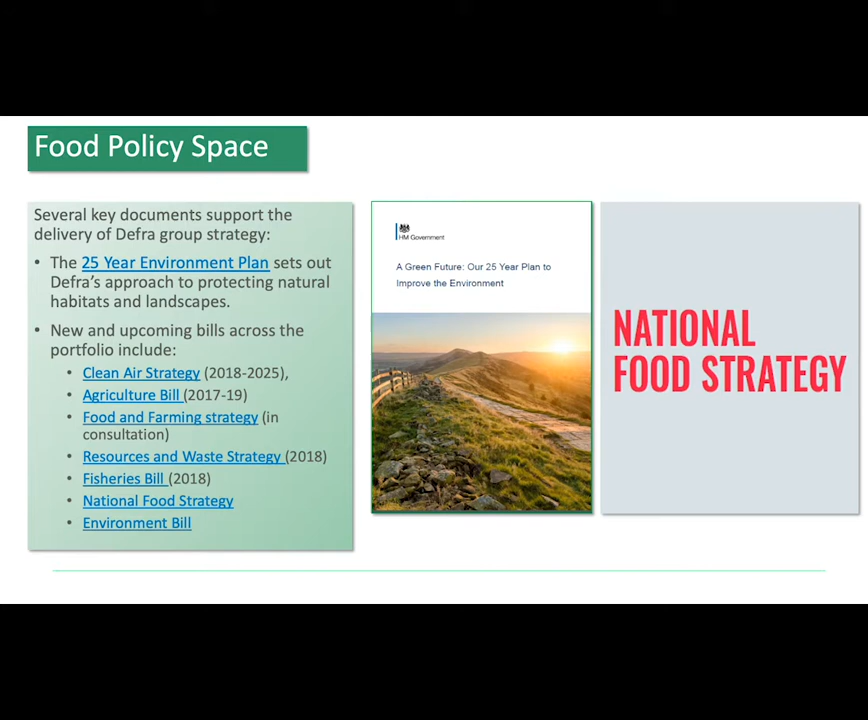 Food Policy Space
Several key documents support the
delivery of Defra group strategy:
• The 25 Year Environment Plan sets out
Defra's approach to protecting natural
habitats and landscapes.
• New and upcoming bills across the
portfolio include:
• Clean Air Strategy (2018-2025),
• Agriculture Bill (2017-19)
• Food and Farming strategy (in
consultation)
• Resources and Waste Strategy (2018)
• Fisheries Bill (2018)
• National Food Strategy
• Environment Bill
HM Government
A Green Future: Our 25 Year Plan to
Improve the Environment
NATIONAL
FOOD STRATEGY